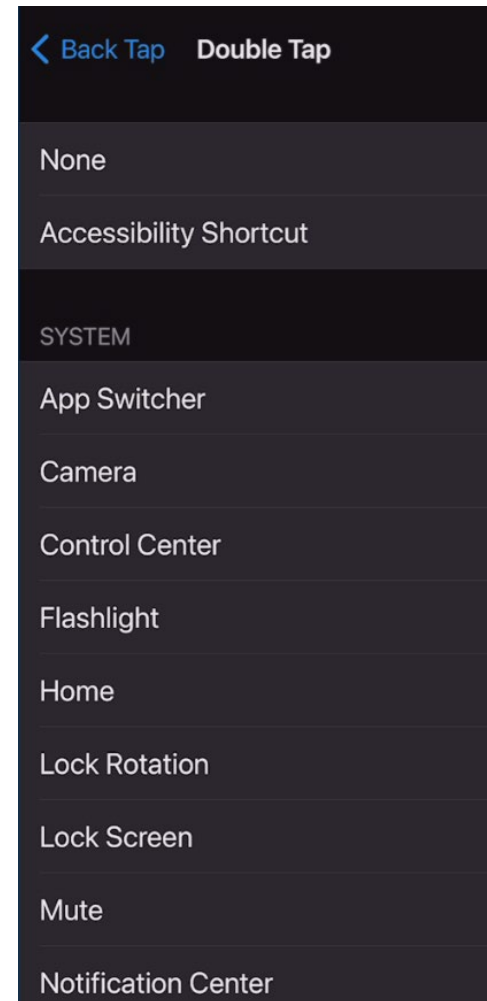 Back Tap Double Tap
None
Accessibility Shortcut
SYSTEM
App Switcher
Camera
Control Center
Flashlight
Home
Lock Rotation
Lock Screen
Mute
Notification Center